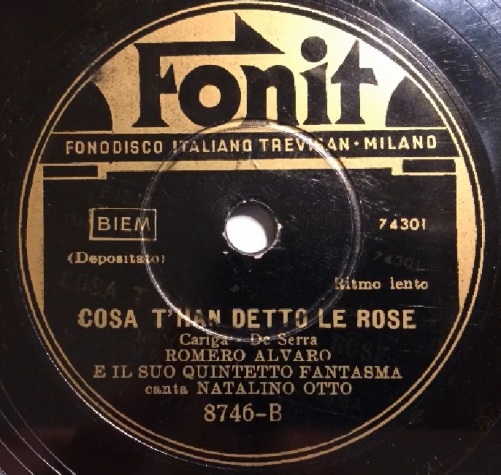 Fonit
FONODISCO ITALIANO TREVISAN · MILANO
BIEM
74301
(Depositato)
Ritmo lento
COSA T'HAN DETTO LE ROSE
Cariga - De Serra
ROMERO ALVARO
E IL SUO QUINTETTO FANTASMA
canta NATALINO OTTO
8746-B